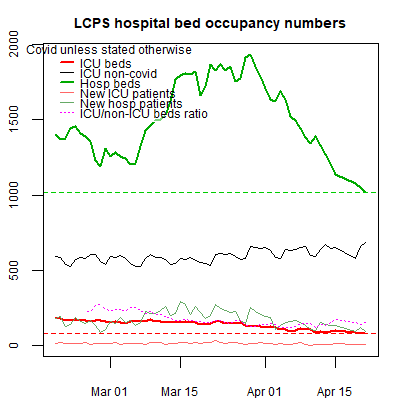 LCPS hospital bed occupancy numbers
Covid unless stated otherwise
ICU beds
ICU non-covid
Hosp beds
New ICU patients
New hosp patients
ICU/non-ICU beds ratio
2000
1500
1000
500
0
Mar 01
Mar 15
Apr 01
Apr 15